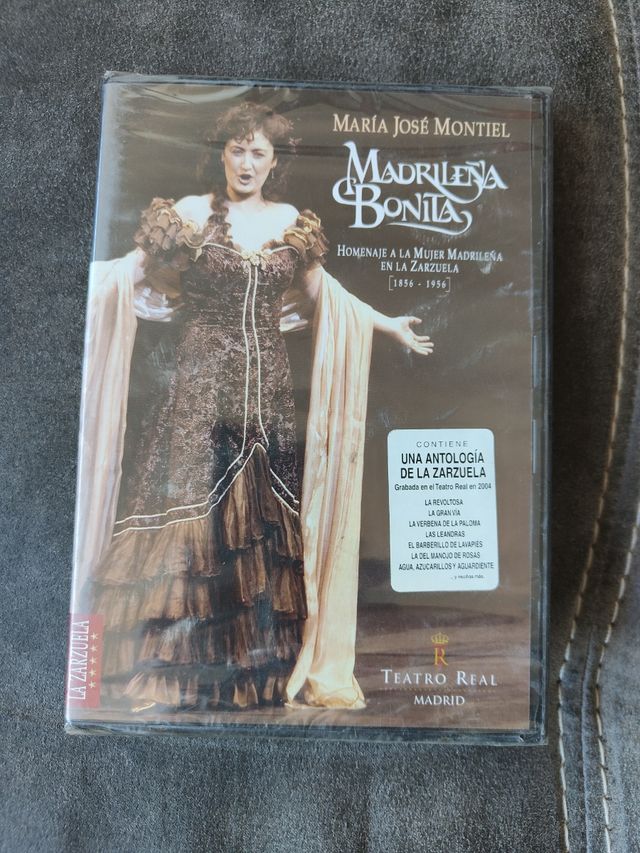 MARÍA JOSÉ MONTIEL
MADRILEÑA
BONITA
HOMENAJE A LA MUJER MADRILEÑA
EN LA ZARZUELA
[1856 - 1956]
CONTIENE
UNA ANTOLOGÍA
DE LA ZARZUELA
Grabada en el Teatro Real en 2004
LA REVOLTOSA
LA GRAN VÍA
LA VERBENA DE LA PALOMA
LAS LEANDRAS
EL BARBERILLO DE LAVAPIÉS
LA DEL MANOJO DE ROSAS
AGUA, AZUCARILLOS Y AGUARDIENTE
.. y muchas más.
LA ZARZUELA
R
TEATRO REAL
MADRID